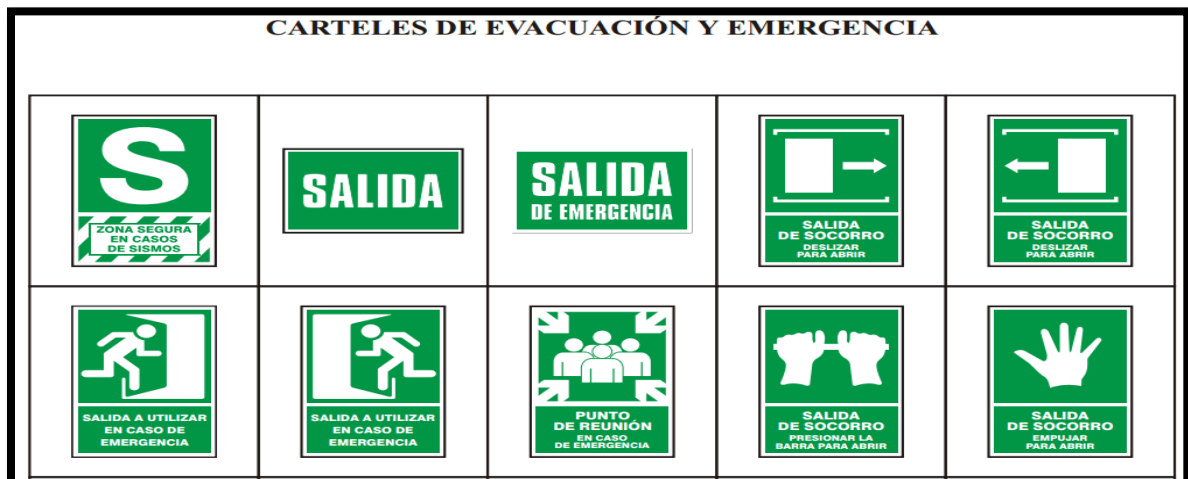 CARTELES DE EVACUACIÓN Y EMERGENCIA
S
ZONA SEGURA
EN CASOS
DE SISMOS
SALIDA
SALIDA
DE EMERGENCIA
SALIDA
DE SOCORRO
DESLIZAR
PARA ABRIR
SALIDA
DE SOCORRO
DESLIZAR
PARA ABRIR
SALIDA A UTILIZAR
EN CASO DE
EMERGENCIA
SALIDA A UTILIZAR
EN CASO DE
EMERGENCIA
PUNTO
DE REUNIÓN
EN CASO
DE EMERGENCIA
SALIDA
DE SOCORRO
PRESIONAR LA
BARRA PARA ABRIR
SALIDA
DE SOCORRO
EMPUJAR
PARA ABRIR